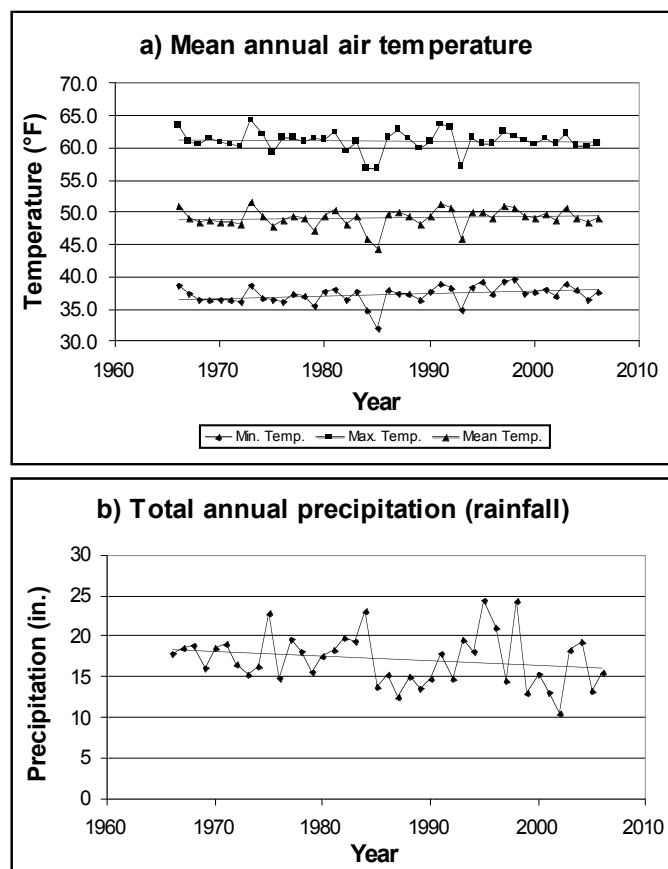 a) Mean annual air temperature
Temperature (°F)
70.0
65.0
60.0
55.0
50.0
45.0
40.0
35.0
30.0
1960 1970 1980 1990 2000 2010
Year
Min. Temp. Max. Temp. Mean Temp.
b) Total annual precipitation (rainfall)
Precipitation (in.)
30
25
20
15
10
5
0
1960 1970 1980 1990 2000 2010
Year